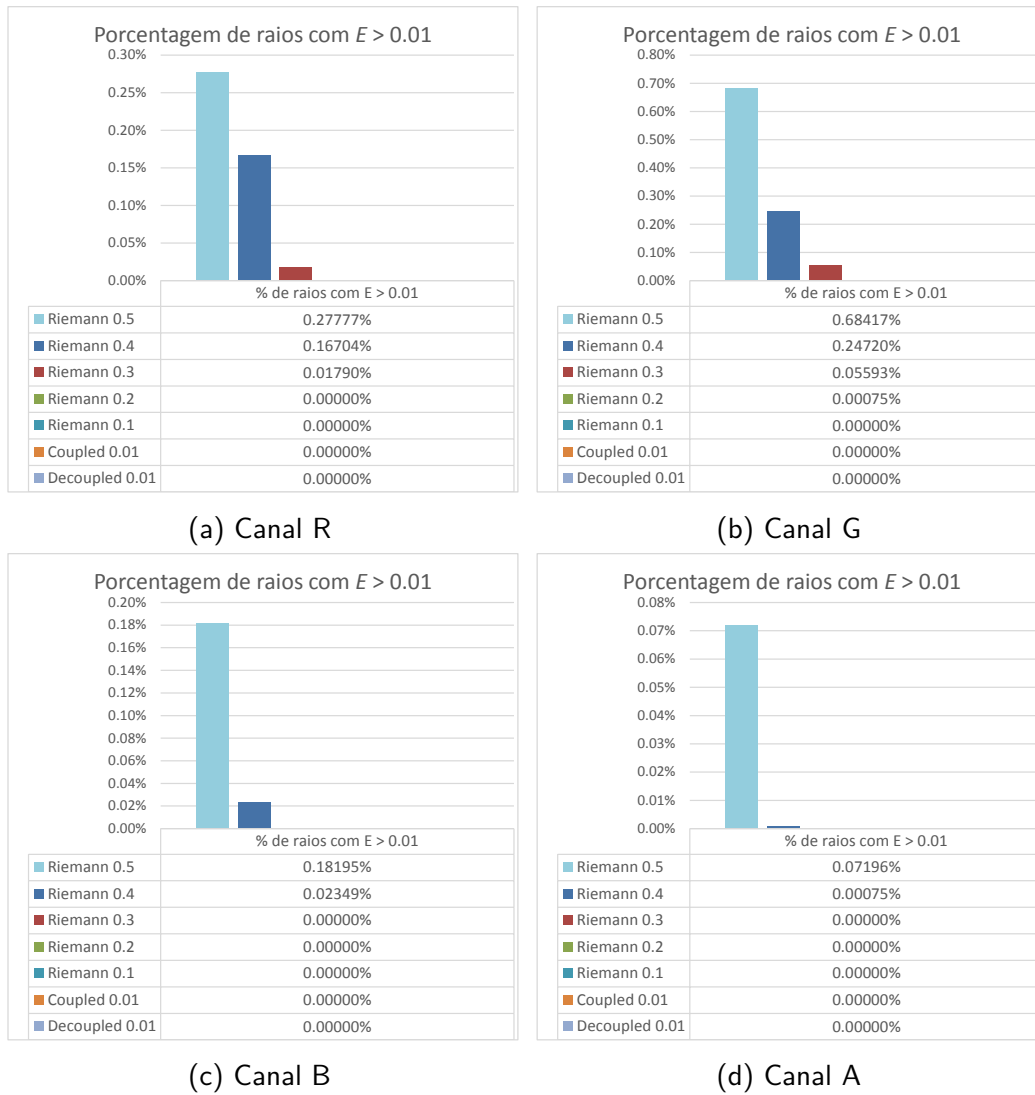 Porcentagem de raios com E > 0.01
0.30%
0.25%
0.20%
0.15%
0.10%
0.05%
0.00%
% de raios com E > 0.01
Riemann 0.5 0.27777%
Riemann 0.4 0.16704%
Riemann 0.3 0.01790%
Riemann 0.2 0.00000%
Riemann 0.1 0.00000%
Coupled 0.01 0.00000%
Decoupled 0.01 0.00000%
(a) Canal R
Porcentagem de raios com E > 0.01
0.80%
0.70%
0.60%
0.50%
0.40%
0.30%
0.20%
0.10%
0.00%
% de raios com E > 0.01
Riemann 0.5 0.68417%
Riemann 0.4 0.24720%
Riemann 0.3 0.05593%
Riemann 0.2 0.00075%
Riemann 0.1 0.00000%
Coupled 0.01 0.00000%
Decoupled 0.01 0.00000%
(b) Canal G
Porcentagem de raios com E > 0.01
0.20%
0.18%
0.16%
0.14%
0.12%
0.10%
0.08%
0.06%
0.04%
0.02%
0.00%
% de raios com E > 0.01
Riemann 0.5 0.18195%
Riemann 0.4 0.02349%
Riemann 0.3 0.00000%
Riemann 0.2 0.00000%
Riemann 0.1 0.00000%
Coupled 0.01 0.00000%
Decoupled 0.01 0.00000%
(c) Canal B
Porcentagem de raios com E > 0.01
0.08%
0.07%
0.06%
0.05%
0.04%
0.03%
0.02%
0.01%
0.00%
% de raios com E > 0.01
Riemann 0.5 0.07196%
Riemann 0.4 0.00075%
Riemann 0.3 0.00000%
Riemann 0.2 0.00000%
Riemann 0.1 0.00000%
Coupled 0.01 0.00000%
Decoupled 0.01 0.00000%
(d) Canal A